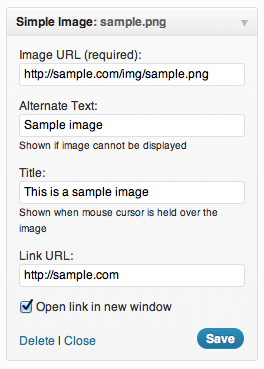 Simple Image: sample.png
Image URL (required):
http://sample.com/img/sample.png
Alternate Text:
Sample image
Shown if image cannot be displayed
Title:
This is a sample image
Shown when mouse cursor is held over the
image
Link URL:
http://sample.com
Open link in new window
Delete | Close
Save